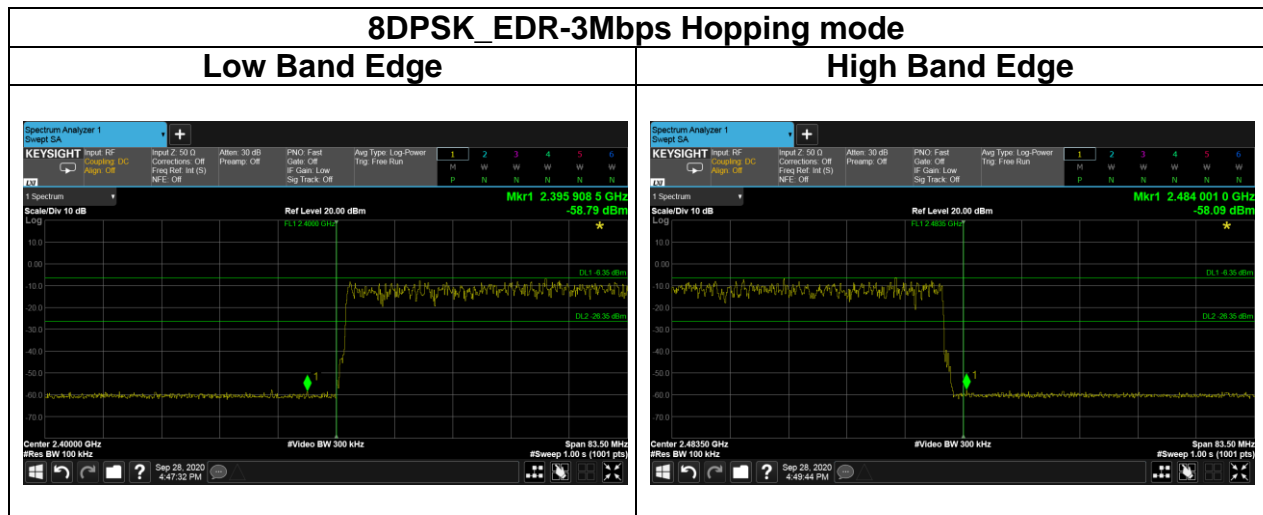 8DPSK_EDR-3Mbps Hopping mode
Low Band Edge
High Band Edge
Spectrum Analyzer 1
Swept SA
+
KEYSIGHT
Input: RF
Coupling: DC
Align: Off
Input Z: 50 Ω
Corrections: Off
Freq Ref: Int (S)
NFE: Off
Atten: 30 dB
Preamp: Off
PNO: Fast
Gate: Off
IF Gain: Low
Sig Track: Off
Avg Type: Log-Power
Trig: Free Run
1 2 3 4 5 6
M W W W W W
P N N N N N
LXI
1 Spectrum
Mkr1 2.395 908 5 GHz
Scale/Div 10 dB
Ref Level 20.00 dBm
-58.79 dBm
Log
FL1 2.4000 GHz
*
10.0
0.00
DL1 -6.35 dBm
-10.0
-20.0
DL2 -26.35 dBm
-30.0
-40.0
-50.0
1
-60.0
-70.0
Center 2.40000 GHz
#Video BW 300 kHz
Span 83.50 MHz
#Res BW 100 kHz
#Sweep 1.00 s (1001 pts)
?
Sep 28, 2020
4:47:32 PM
Spectrum Analyzer 1
Swept SA
+
KEYSIGHT
Input: RF
Coupling: DC
Align: Off
Input Z: 50 Ω
Corrections: Off
Freq Ref: Int (S)
NFE: Off
Atten: 30 dB
Preamp: Off
PNO: Fast
Gate: Off
IF Gain: Low
Sig Track: Off
Avg Type: Log-Power
Trig: Free Run
1 2 3 4 5 6
M W W W W W
P N N N N N
LXI
1 Spectrum
Mkr1 2.484 001 0 GHz
Scale/Div 10 dB
Ref Level 20.00 dBm
-58.09 dBm
Log
FL1 2.4835 GHz
*
10.0
0.00
DL1 -6.35 dBm
-10.0
-20.0
DL2 -26.35 dBm
-30.0
-40.0
-50.0
1
-60.0
-70.0
Center 2.48350 GHz
#Video BW 300 kHz
Span 83.50 MHz
#Res BW 100 kHz
#Sweep 1.00 s (1001 pts)
?
Sep 28, 2020
4:49:44 PM